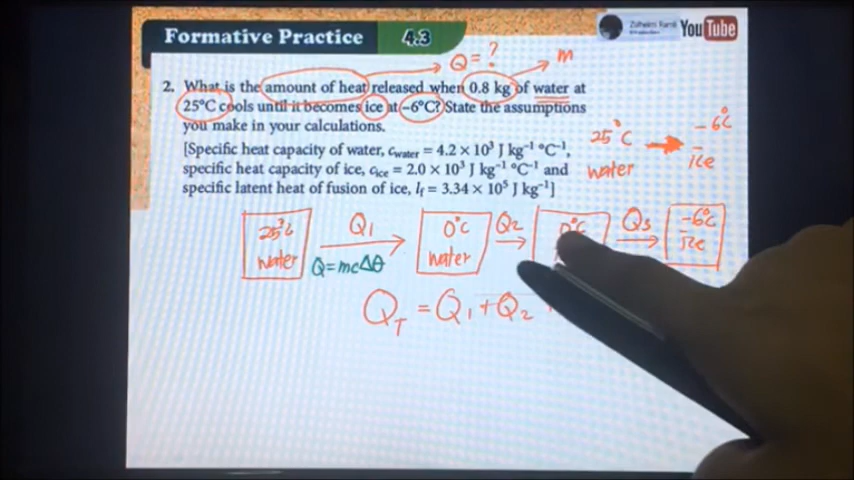 Formative Practice 4.3
Zulhelmi Ramli
YouTube
Q = ?
m
2. What is the amount of heat released when 0.8 kg of water at
25°C cools until it becomes ice at –6°C? State the assumptions
you make in your calculations.
[Specific heat capacity of water, cwater = 4.2 × 10³ J kg⁻¹ °C⁻¹,
specific heat capacity of ice, cice = 2.0 × 10³ J kg⁻¹ °C⁻¹ and
specific latent heat of fusion of ice, lf = 3.34 × 10⁵ J kg⁻¹]
25°C → -6°C
water ice
25°C Q1 0°C Q2 0°C Q3 -6°C
water Q=mcΔθ water ice
QT = Q1 + Q2